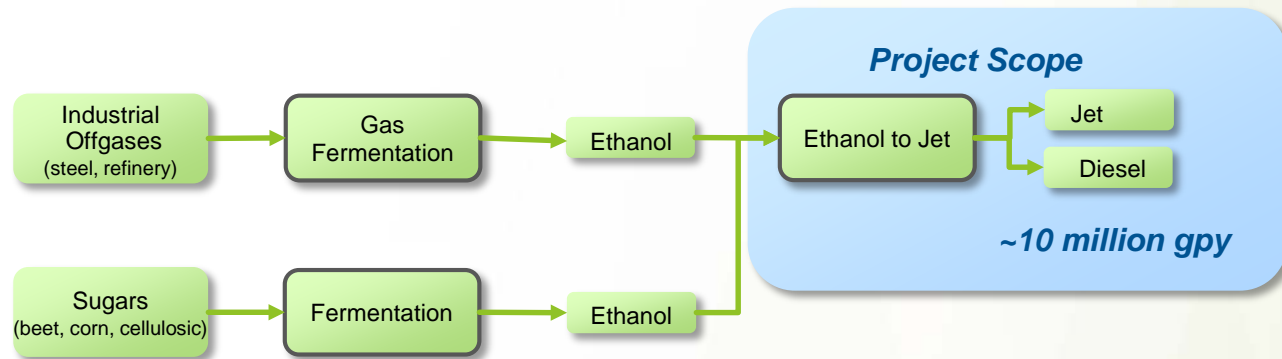 Project Scope
Industrial
Offgases
(steel, refinery)
Gas
Fermentation
Ethanol
Ethanol to Jet
Jet
Diesel
~10 million gpy
Sugars
(beet, corn, cellulosic)
Fermentation
Ethanol